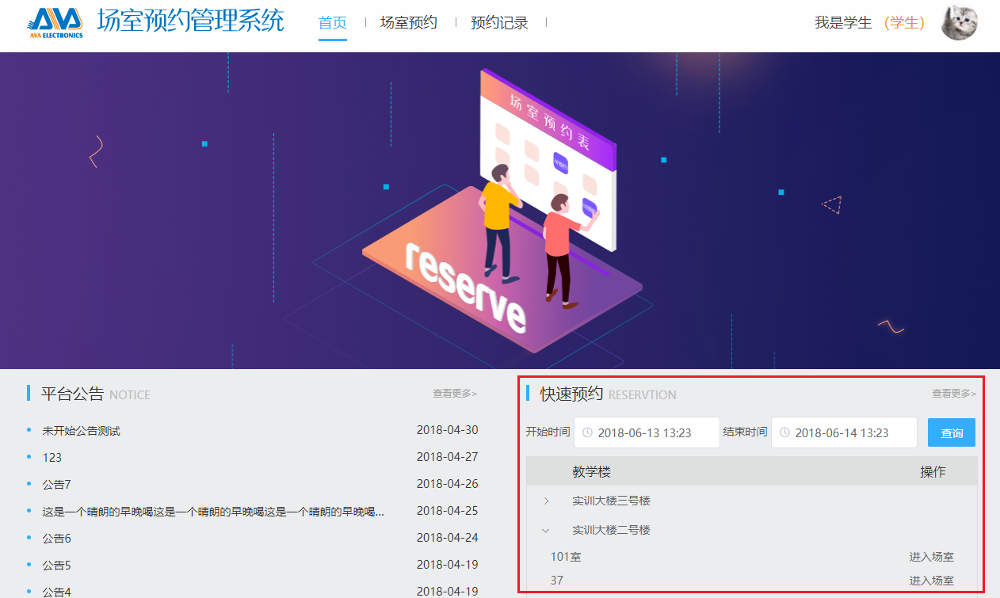 AVA
AVA ELECTRONICS
场室预约管理系统
首页
场室预约
预约记录
我是学生 (学生)
场室预约表
reserve
平台公告 NOTICE
查看更多>
未开始公告测试 2018-04-30
123 2018-04-27
公告7 2018-04-26
这是一个晴朗的早晚喝这是一个晴朗的早晚喝这是一个晴朗的早晚喝... 2018-04-25
公告6 2018-04-24
公告5 2018-04-19
公告4 2018-04-19
快速预约 RESERVTION
查看更多>
开始时间 2018-06-13 13:23 结束时间 2018-06-14 13:23 查询
教学楼 操作
实训大楼三号楼
实训大楼二号楼
101室 进入场室
37 进入场室